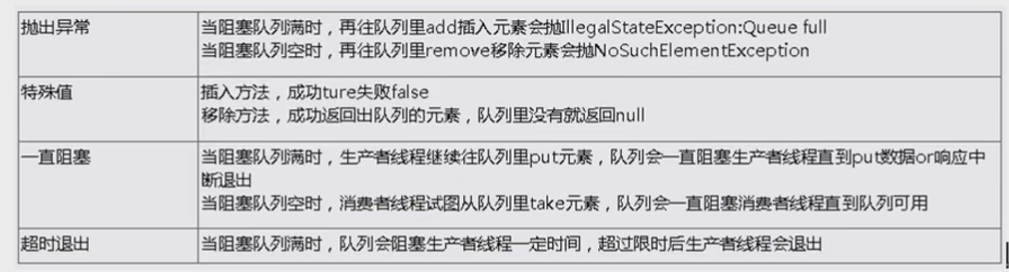 抛出异常
当阻塞队列满时，再往队列里add插入元素会抛IllegalStateException:Queue full
当阻塞队列空时，再往队列里remove移除元素会抛NoSuchElementException
特殊值
插入方法，成功ture失败false
移除方法，成功返回出队列的元素，队列里没有就返回null
一直阻塞
当阻塞队列满时，生产者线程继续往队列里put元素，队列会一直阻塞生产者线程直到put数据or响应中
断退出
当阻塞队列空时，消费者线程试图从队列里take元素，队列会一直阻塞消费者线程直到队列可用
超时退出
当阻塞队列满时，队列会阻塞生产者线程一定时间，超过限时后生产者线程会退出